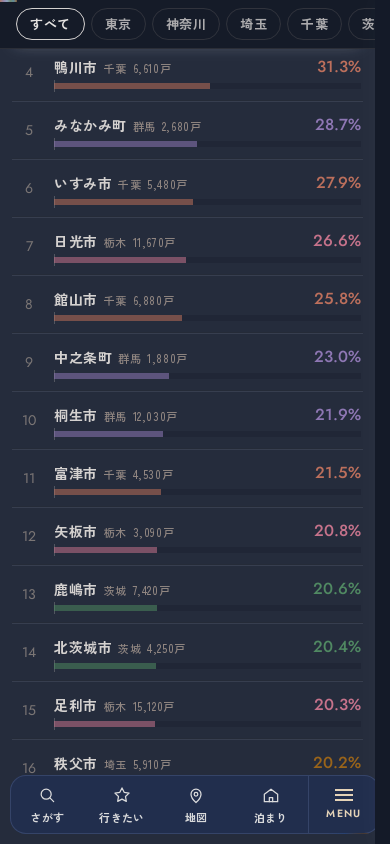 すべて 東京 神奈川 埼玉 千葉 茨
4 鴨川市 千葉 6,610戸 31.3%
5 みなかみ町 群馬 2,680戸 28.7%
6 いすみ市 千葉 5,480戸 27.9%
7 日光市 栃木 11,670戸 26.6%
8 館山市 千葉 6,880戸 25.8%
9 中之条町 群馬 1,880戸 23.0%
10 桐生市 群馬 12,030戸 21.9%
11 富津市 千葉 4,530戸 21.5%
12 矢板市 栃木 3,090戸 20.8%
13 鹿嶋市 茨城 7,420戸 20.6%
14 北茨城市 茨城 4,250戸 20.4%
15 足利市 栃木 15,120戸 20.3%
16 秩父市 埼玉 5,910戸 20.2%
さがす 行きたい 地図 泊まり MENU